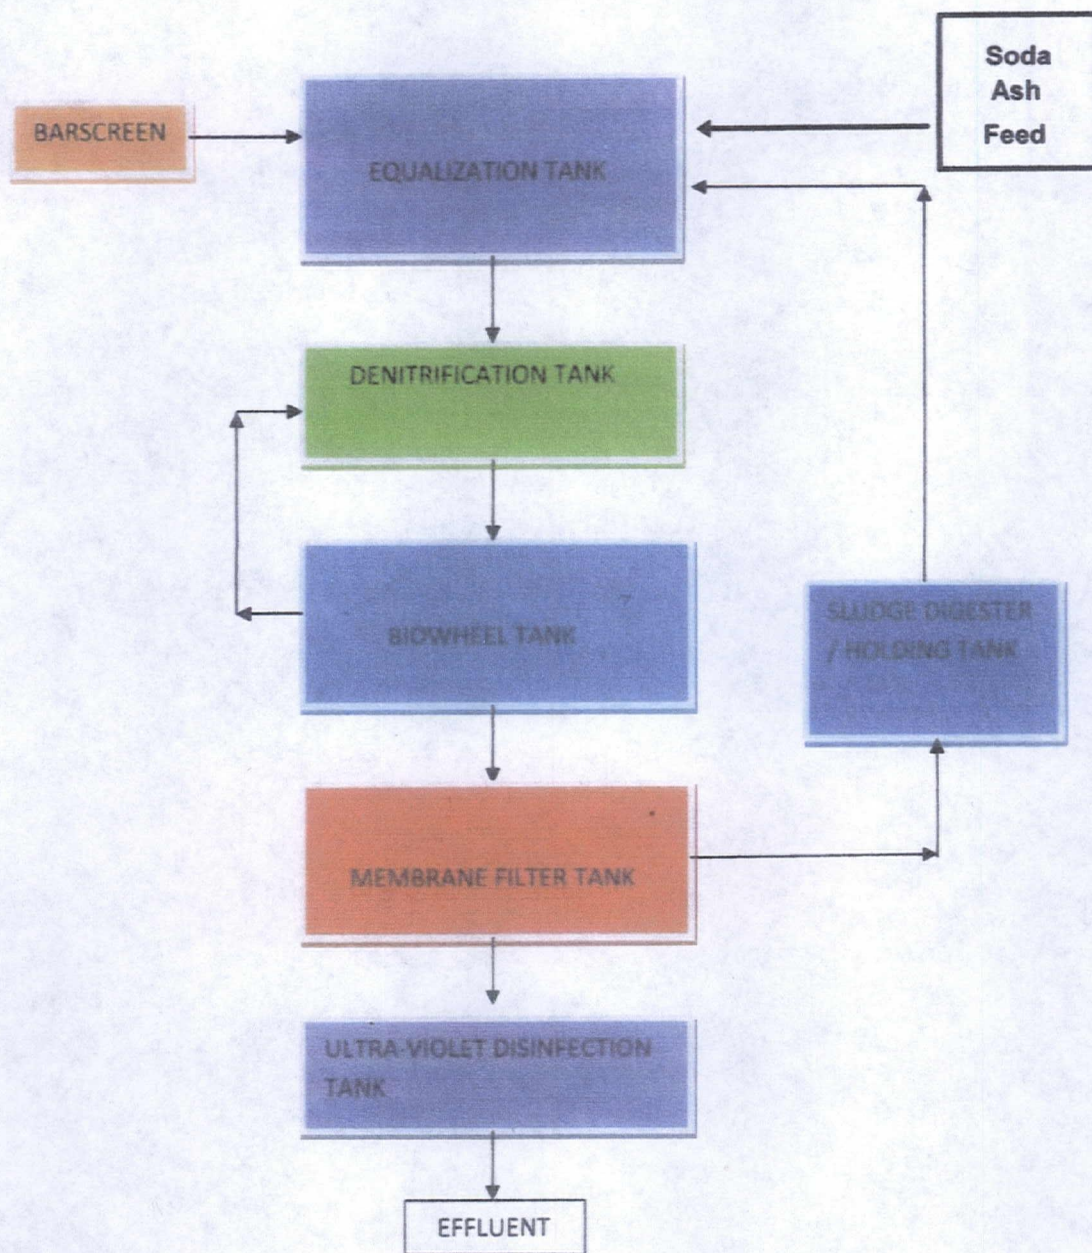 Soda
Ash
Feed
BARSCREEN
EQUALIZATION TANK
DENITRIFICATION TANK
BIOWHEEL TANK
SLUDGE DIGESTER
/ HOLDING TANK
MEMBRANE FILTER TANK
ULTRA-VIOLET DISINFECTION
TANK
EFFLUENT